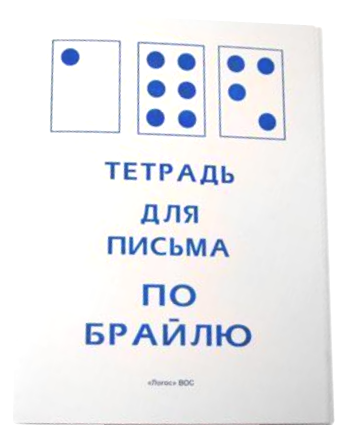 ТЕТРАДЬ
ДЛЯ
ПИСЬМА
ПО
БРАЙЛЮ
«Логос» ВОС